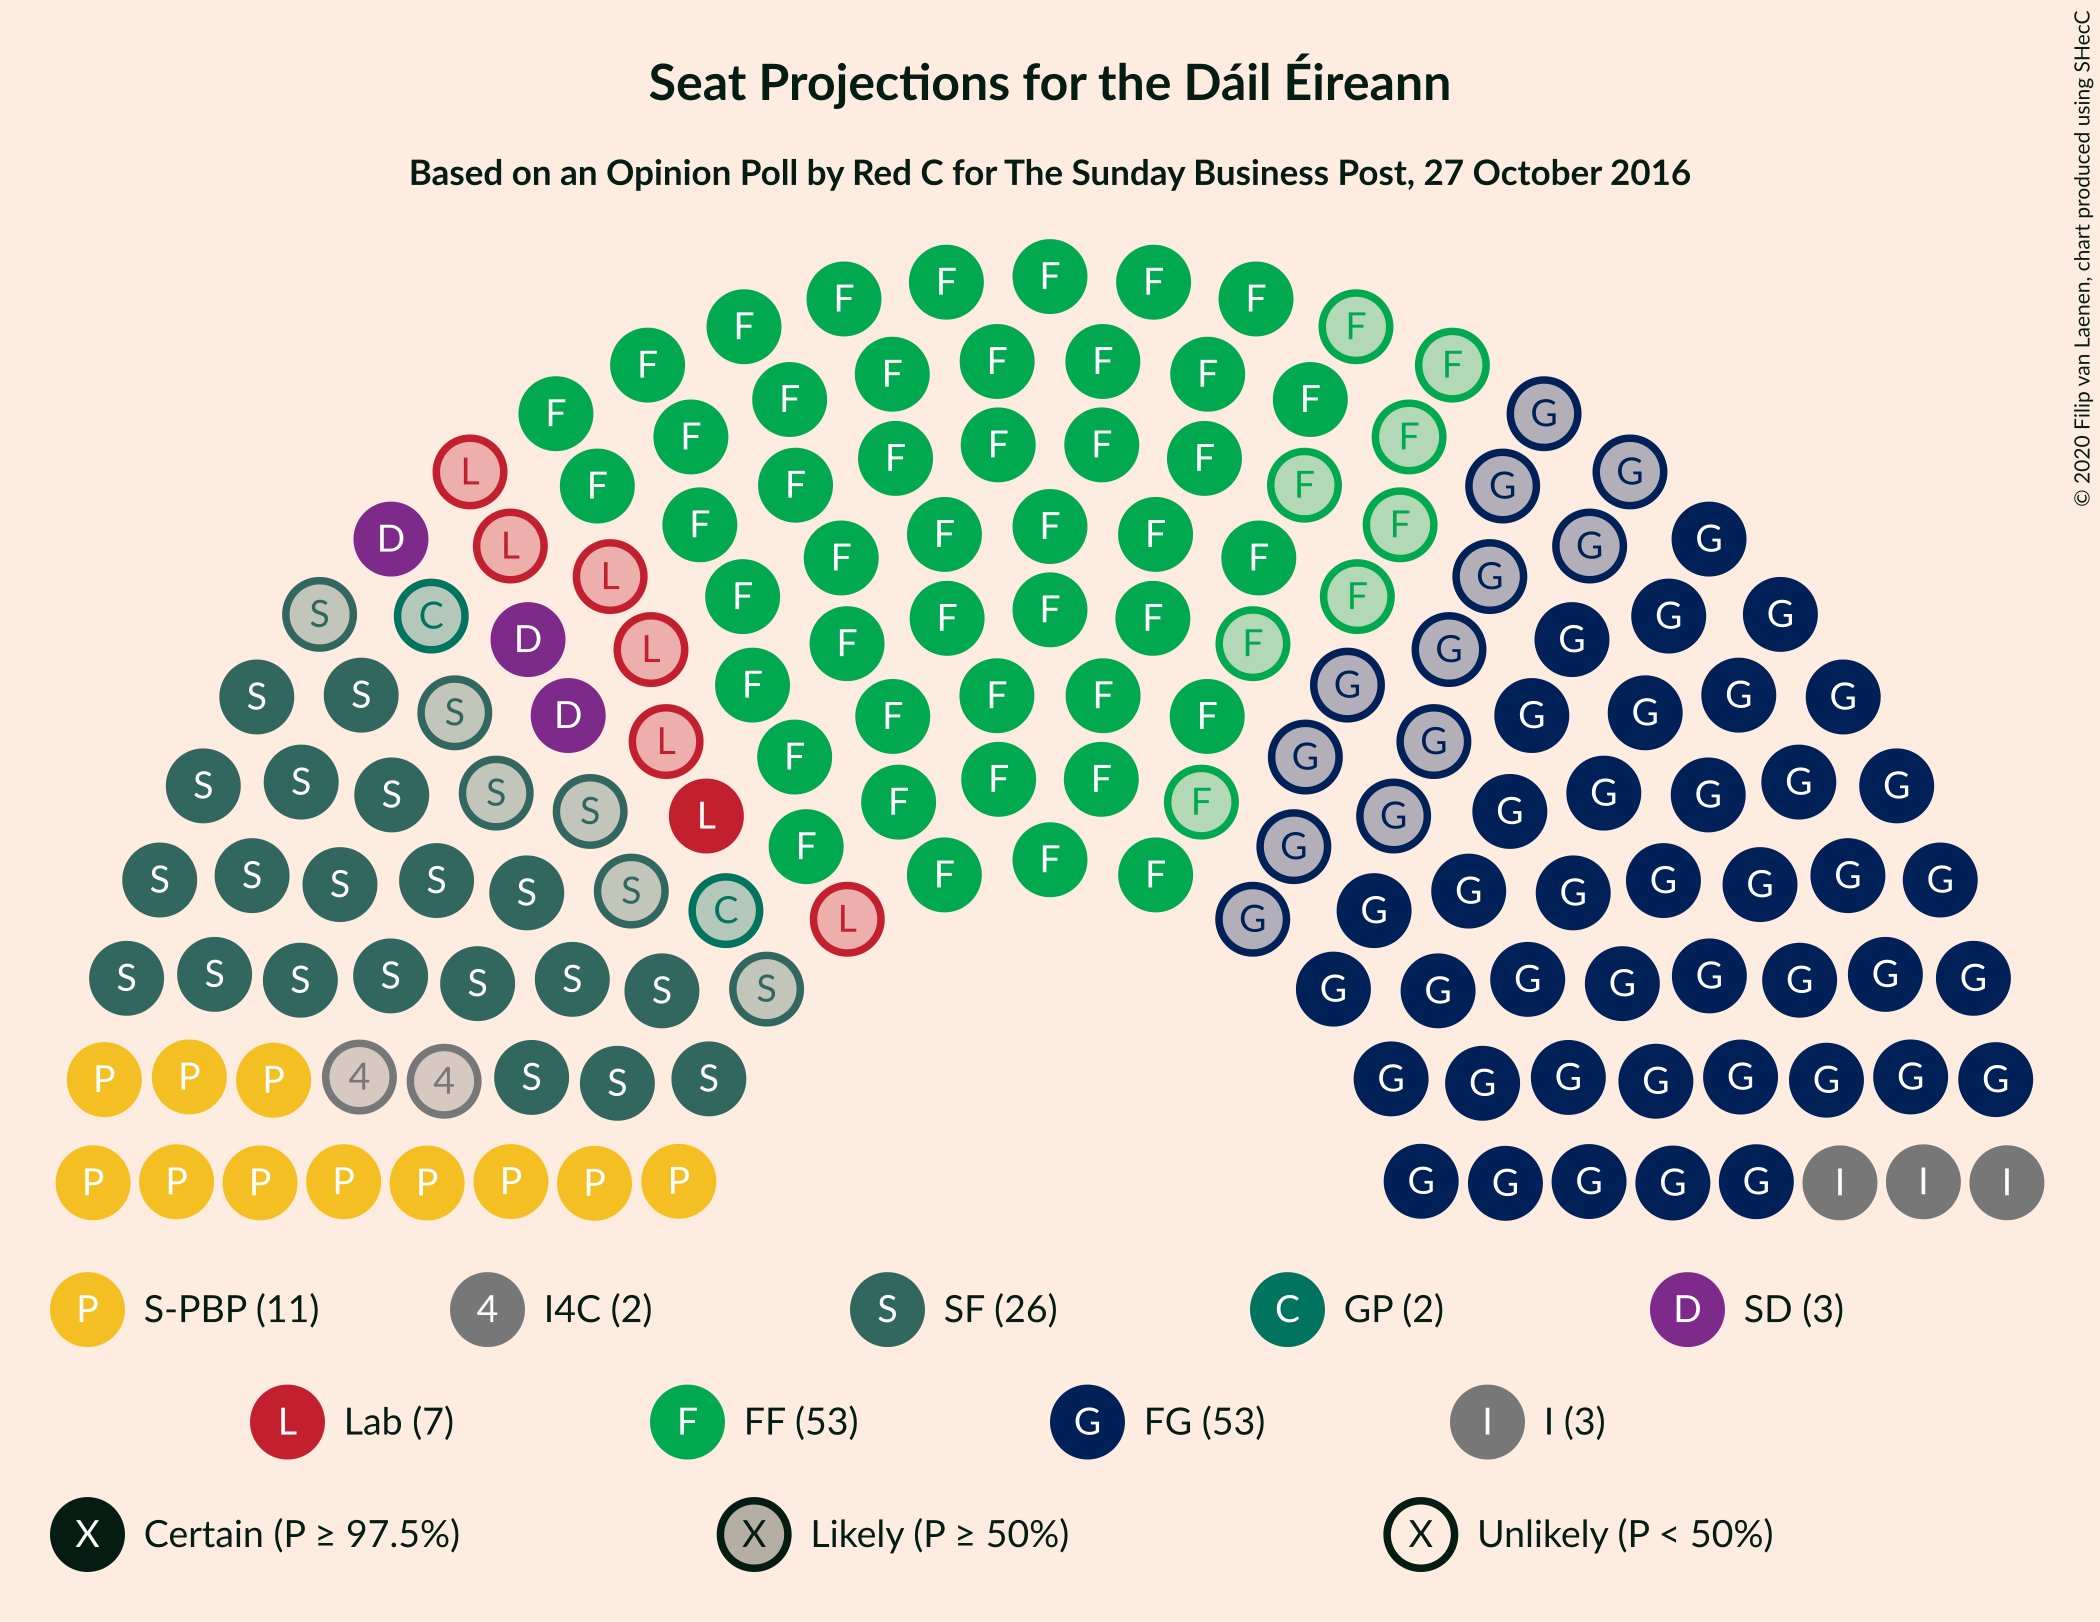 Seat Projections for the Dáil Éireann
Based on an Opinion Poll by Red C for The Sunday Business Post, 27 October 2016
© 2020 Filip van Laenen, chart produced using SHecC
F F F F F
F F F F
F F F F F F F F
F F G
L F F F F F F F G G
D L F F F F F F F G G G
S C D L L F F F F F F F G G G G G
S S S D L F F F F F F G G G G G G
S S S S S L F F F F F G G G G G G G
S S S S S S C L F F F F G G G G G G G G
S S S S S S S S G G G G G G G G
P P P 4 4 S S S G G G G G G G G
P P P P P P P P G G G G G I I I
P S-PBP (11) 4 I4C (2) S SF (26) C GP (2) D SD (3)
L Lab (7) F FF (53) G FG (53) I I (3)
X Certain (P ≥ 97.5%) X Likely (P ≥ 50%) X Unlikely (P < 50%)